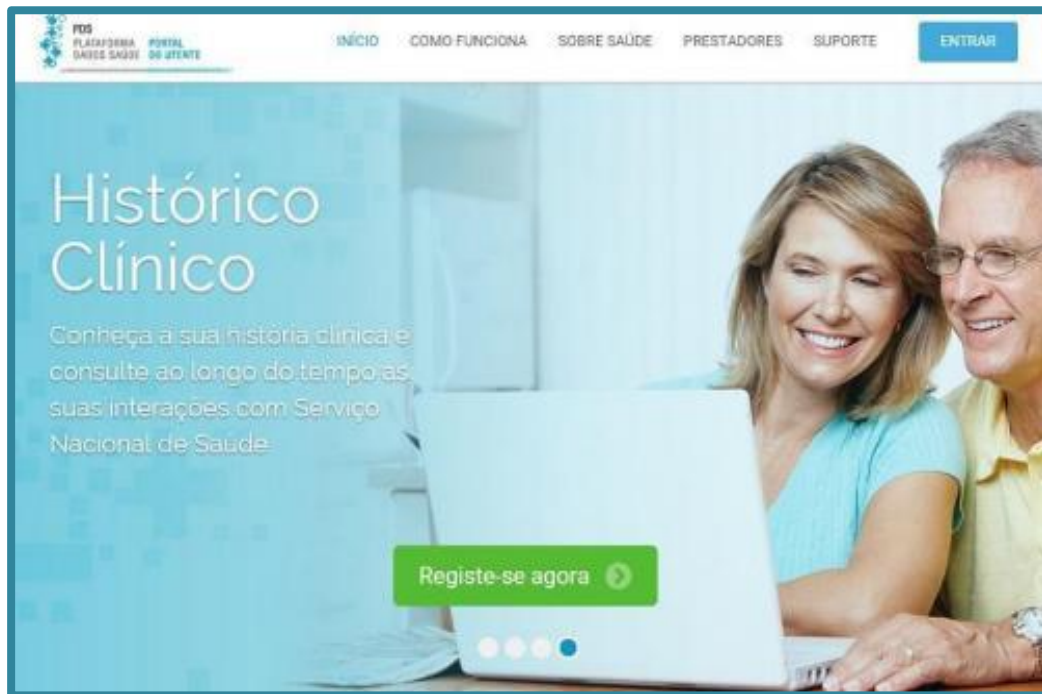 PDS
PLATAFORMA
DADOS SAÚDE
PORTAL
DO UTENTE
INÍCIO COMO FUNCIONA SOBRE SAÚDE PRESTADORES SUPORTE ENTRAR
Histórico
Clínico
Conheça a sua história clínica e
consulte ao longo do tempo as
suas interações com Serviço
Nacional de Saúde
Registe-se agora